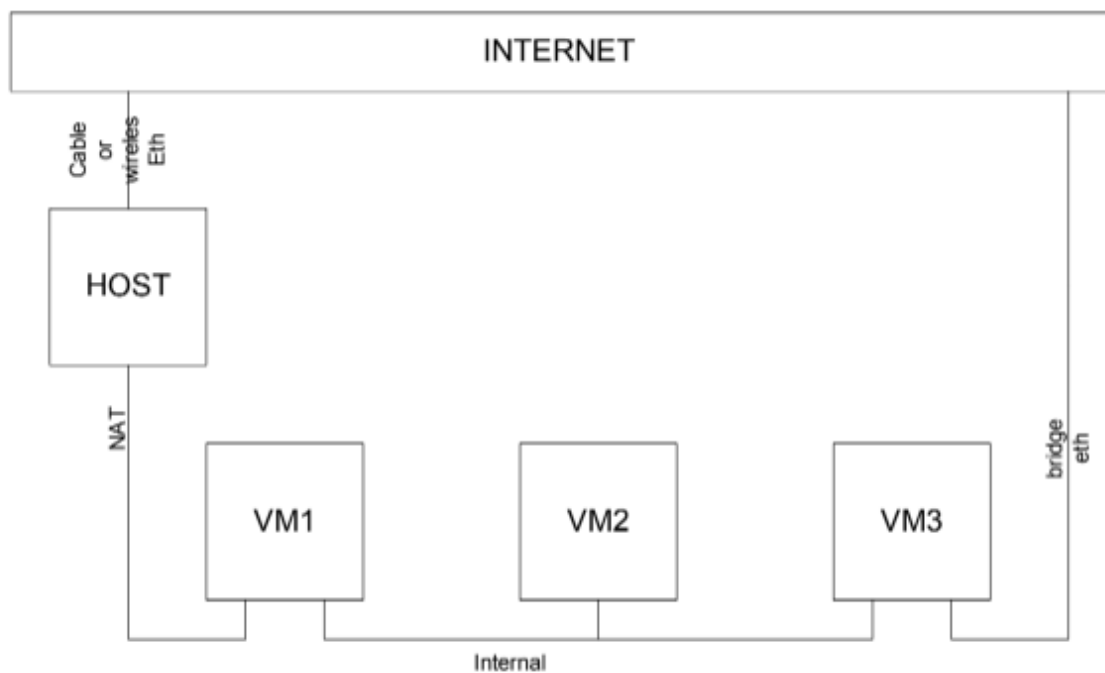 INTERNET
Cable
or
wireles
Eth
HOST
NAT
VM1
VM2
VM3
bridge
eth
Internal